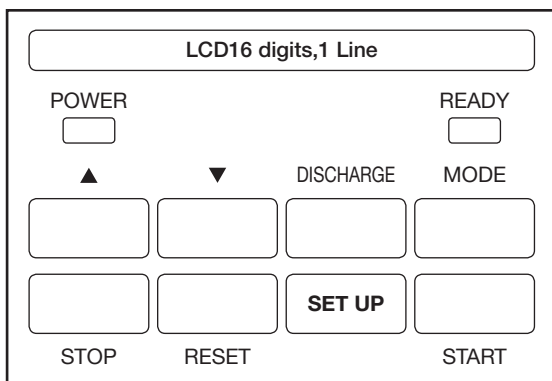 LCD16 digits,1 Line
POWER READY
▲ ▼ DISCHARGE MODE
SET UP
STOP RESET START